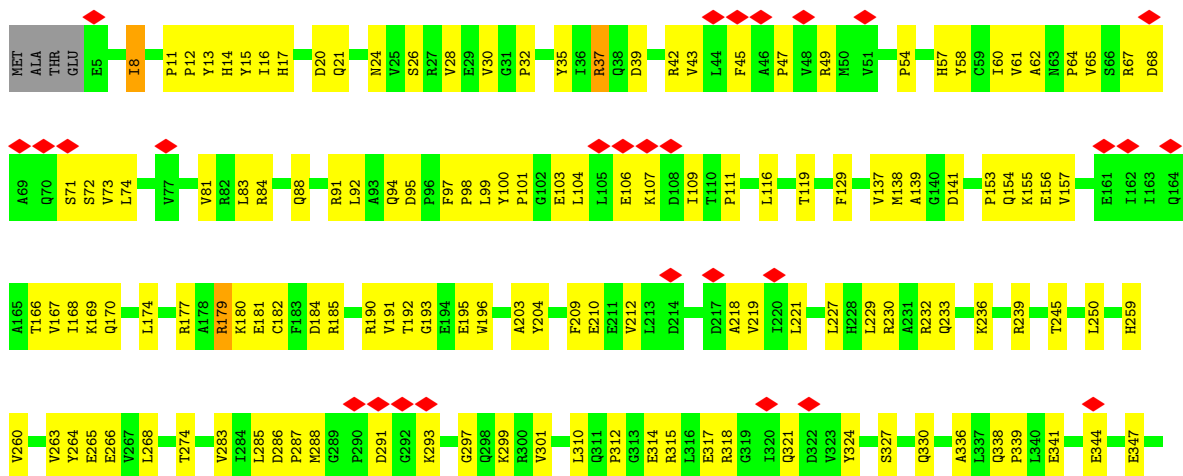 MET ALA THR GLU E5 I8 P11 P12 Y13 H14 Y15 I16 H17 D20 Q21 N24 V25 S26 R27 V28 E29 V30 G31 P32 Y35 I36 R37 Q38 D39 R42 V43 L44 F45 A46 P47 V48 R49 M50 V51 P54 H57 Y58 C59 I60 V61 A62 N63 P64 V65 S66 R67 D68
A69 Q70 S71 S72 V73 L74 V77 V81 R82 L83 R84 Q88 R91 L92 A93 Q94 D95 P96 F97 P98 L99 Y100 P101 G102 E103 L104 L105 E106 K107 D108 I109 T110 P111 L116 T119 F129 V137 M138 A139 G140 D141 P153 Q154 K155 E156 V157 E161 I162 I163 Q164
A165 T166 V167 I168 K169 Q170 L174 R177 A178 R179 K180 E181 C182 F183 D184 R185 R190 V191 T192 G193 E194 E195 W196 A203 Y204 F209 E210 E211 V212 L213 D214 D217 A218 V219 I220 L221 L227 H228 L229 R230 A231 R232 Q233 K236 R239 T245 L250 H259
V260 V263 Y264 E265 E266 V267 L268 T274 V283 I284 L285 D286 P287 M288 G289 P290 D291 G292 K293 G297 Q298 K299 R300 V301 L310 Q311 P312 G313 E314 R315 L316 E317 R318 G319 I320 Q321 D322 V323 Y324 S327 Q330 A336 L337 Q338 P339 L340 E341 E344 E347